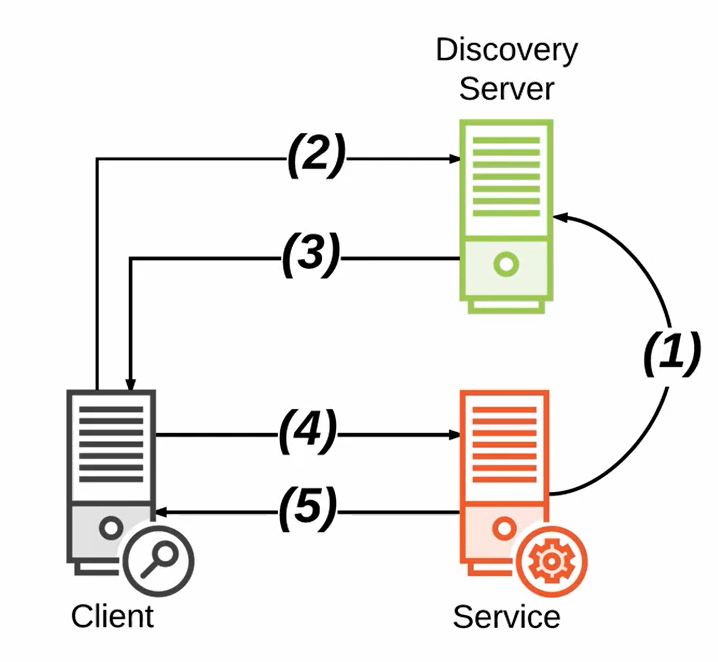 Discovery
Server
(2)
(3)
(1)
(4)
(5)
Client
Service